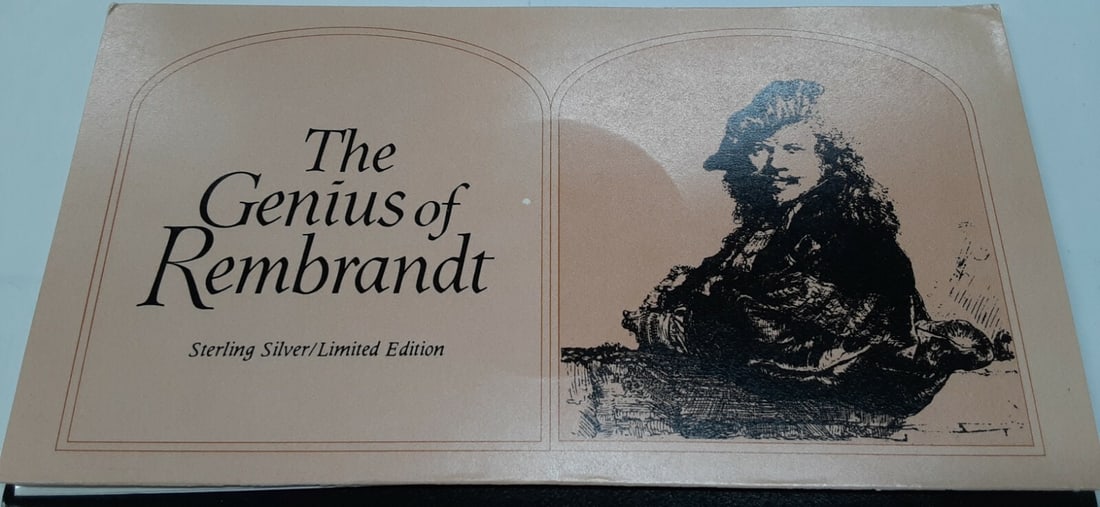 The
Genius of
Rembrandt
Sterling Silver/Limited Edition